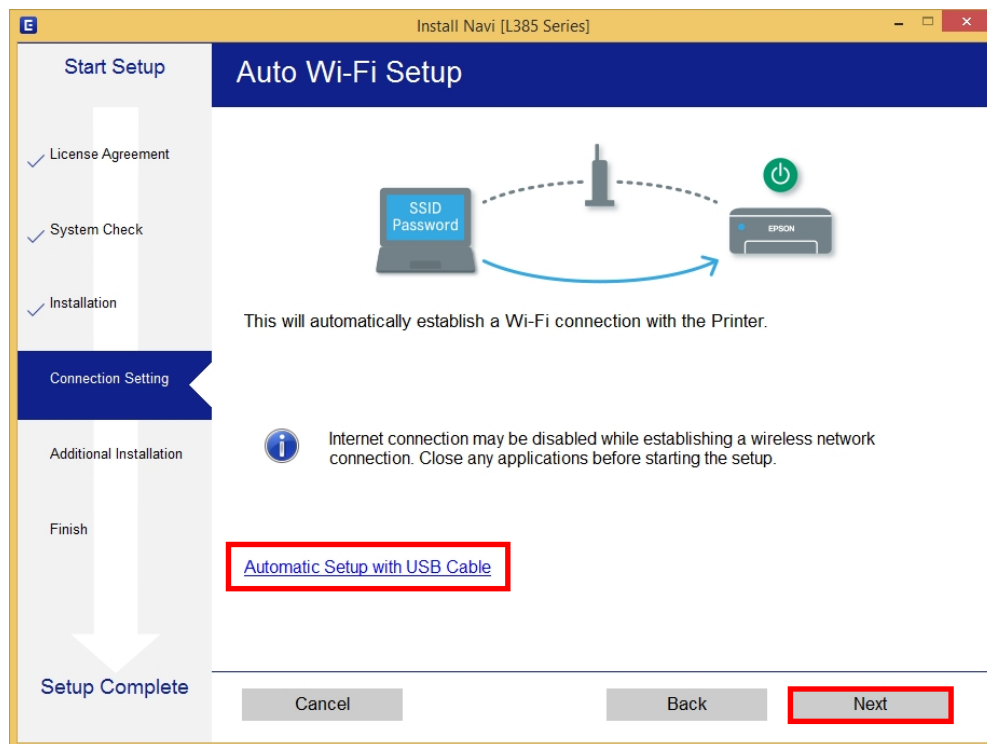 Install Navi [L385 Series]
Start Setup
License Agreement
System Check
Installation
Connection Setting
Additional Installation
Finish
Setup Complete
Auto Wi-Fi Setup
SSID
Password
EPSON
This will automatically establish a Wi-Fi connection with the Printer.
Internet connection may be disabled while establishing a wireless network
connection. Close any applications before starting the setup.
Automatic Setup with USB Cable
Cancel
Back
Next